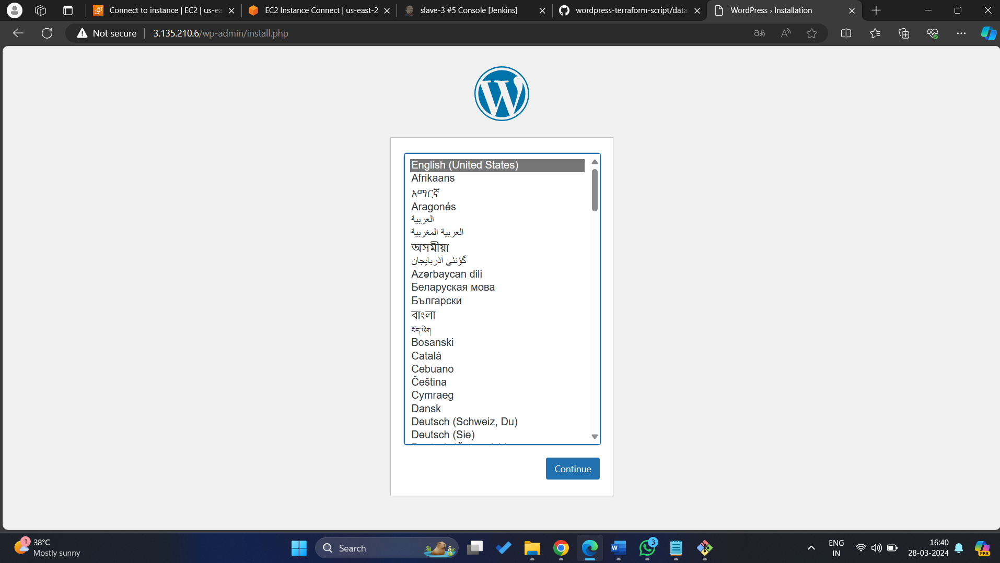 Connect to instance | EC2 | us-ea
EC2 Instance Connect | us-east-2
slave-3 #5 Console [Jenkins]
wordpress-terraform-script/data
WordPress › Installation
Not secure
3.135.210.6/wp-admin/install.php
English (United States)
Afrikaans
አማርኛ
Aragonés
العربية
العربية المغربية
অসমীয়া
گؤنئی آذربایجان
Azərbaycan dili
Беларуская мова
Български
বাংলা
བོད་ཡིག
Bosanski
Català
Cebuano
Čeština
Cymraeg
Dansk
Deutsch (Schweiz, Du)
Deutsch (Sie)
Continue
1
38°C
Mostly sunny
Search
3
ENG
IN
16:40
28-03-2024
PRE